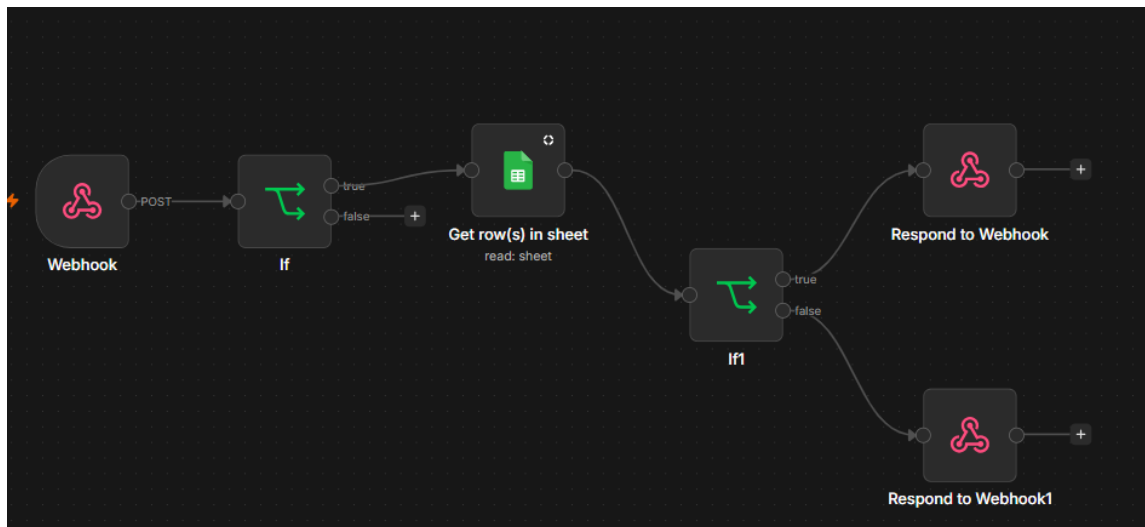 POST
Webhook
true
false
If
Get row(s) in sheet
read: sheet
true
false
If1
Respond to Webhook
Respond to Webhook1